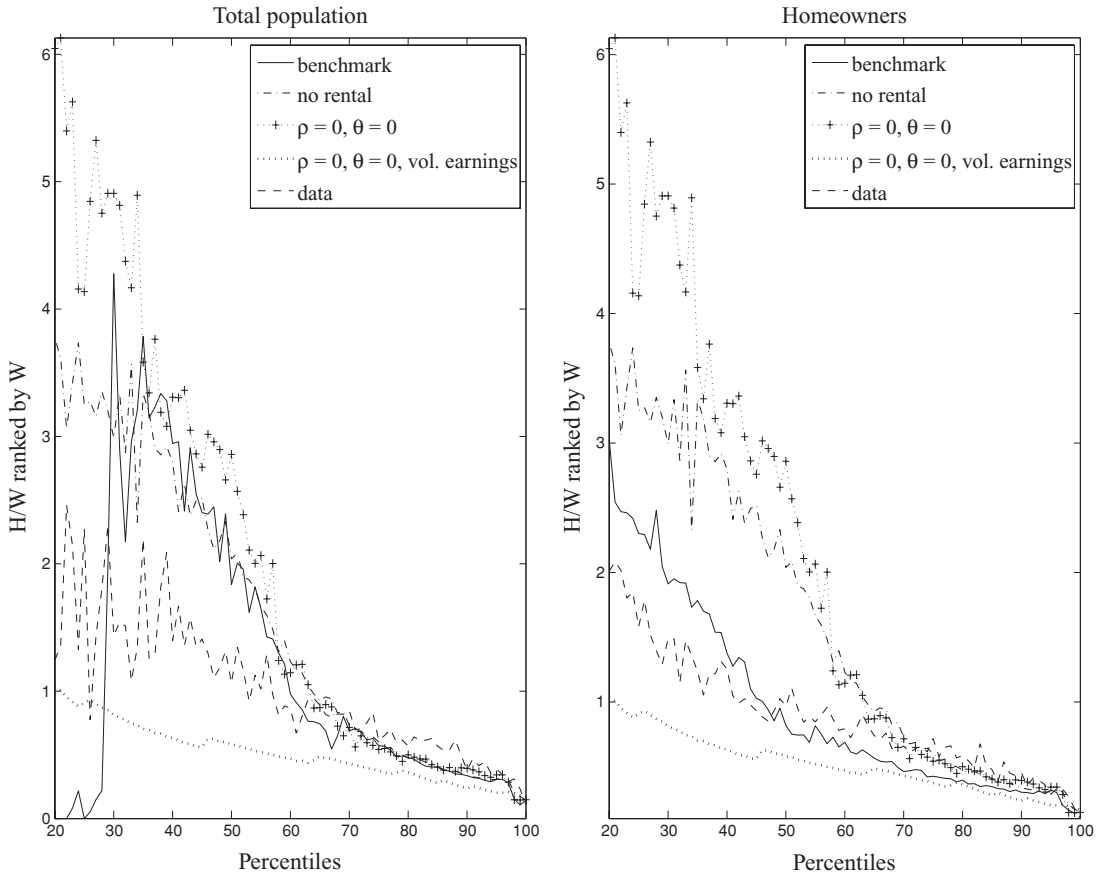 Total population
6
5
4
3
2
1
0
20
30
40
50
60
70
80
90
100
H/W ranked by W
Percentiles
benchmark
no rental
ρ = 0, θ = 0
ρ = 0, θ = 0, vol. earnings
data
Homeowners
6
5
4
3
2
1
20
30
40
50
60
70
80
90
100
H/W ranked by W
Percentiles
benchmark
no rental
ρ = 0, θ = 0
ρ = 0, θ = 0, vol. earnings
data